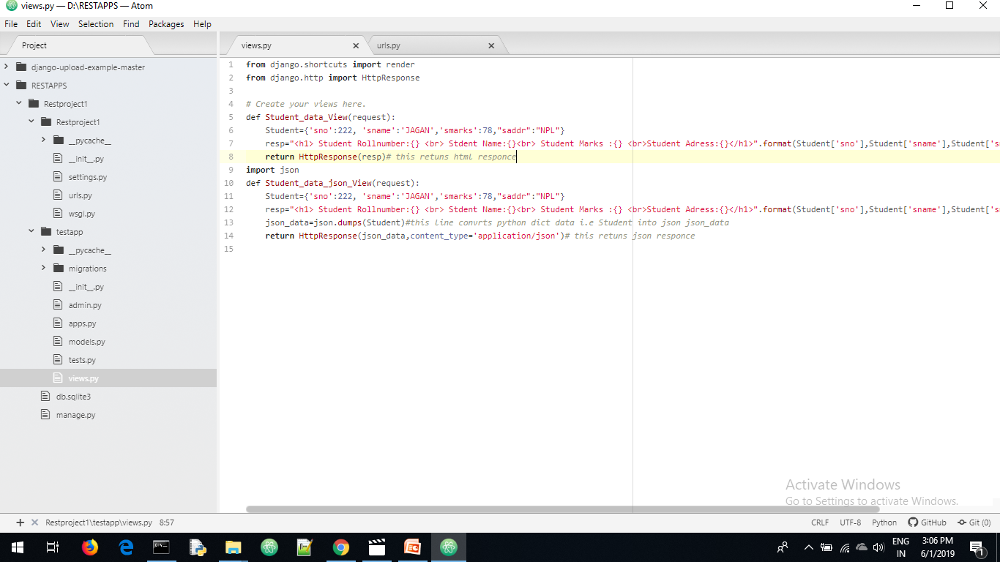 views.py — D:\RESTAPPS — Atom
File Edit View Selection Find Packages Help
Project
django-upload-example-master
RESTAPPS
Restproject1
Restproject1
__pycache__
__init__.py
settings.py
urls.py
wsgi.py
testapp
__pycache__
migrations
__init__.py
admin.py
apps.py
models.py
tests.py
views.py
db.sqlite3
manage.py
views.py urls.py
1 from django.shortcuts import render
2 from django.http import HttpResponse
3
4 # Create your views here.
5 def Student_data_View(request):
6 Student={'sno':222, 'sname':'JAGAN','smarks':78,"saddr":"NPL"}
7 resp="<h1> Student Rollnumber:{} <br> Stdent Name:{}<br> Student Marks :{} <br>Student Adress:{}</h1>".format(Student['sno'],Student['sname'],Student['s
8 return HttpResponse(resp)# this retuns html responce
9 import json
10 def Student_data_json_View(request):
11 Student={'sno':222, 'sname':'JAGAN','smarks':78,"saddr":"NPL"}
12 resp="<h1> Student Rollnumber:{} <br> Stdent Name:{}<br> Student Marks :{} <br>Student Adress:{}</h1>".format(Student['sno'],Student['sname'],Student['s
13 json_data=json.dumps(Student)#this line convrts python dict data i.e Student into json json_data
14 return HttpResponse(json_data,content_type='application/json')# this retuns json responce
15
Activate Windows
Go to Settings to activate Windows.
Restproject1\testapp\views.py 8:57
CRLF UTF-8 Python GitHub Git (0)
ENG
IN
3:06 PM
6/1/2019
1